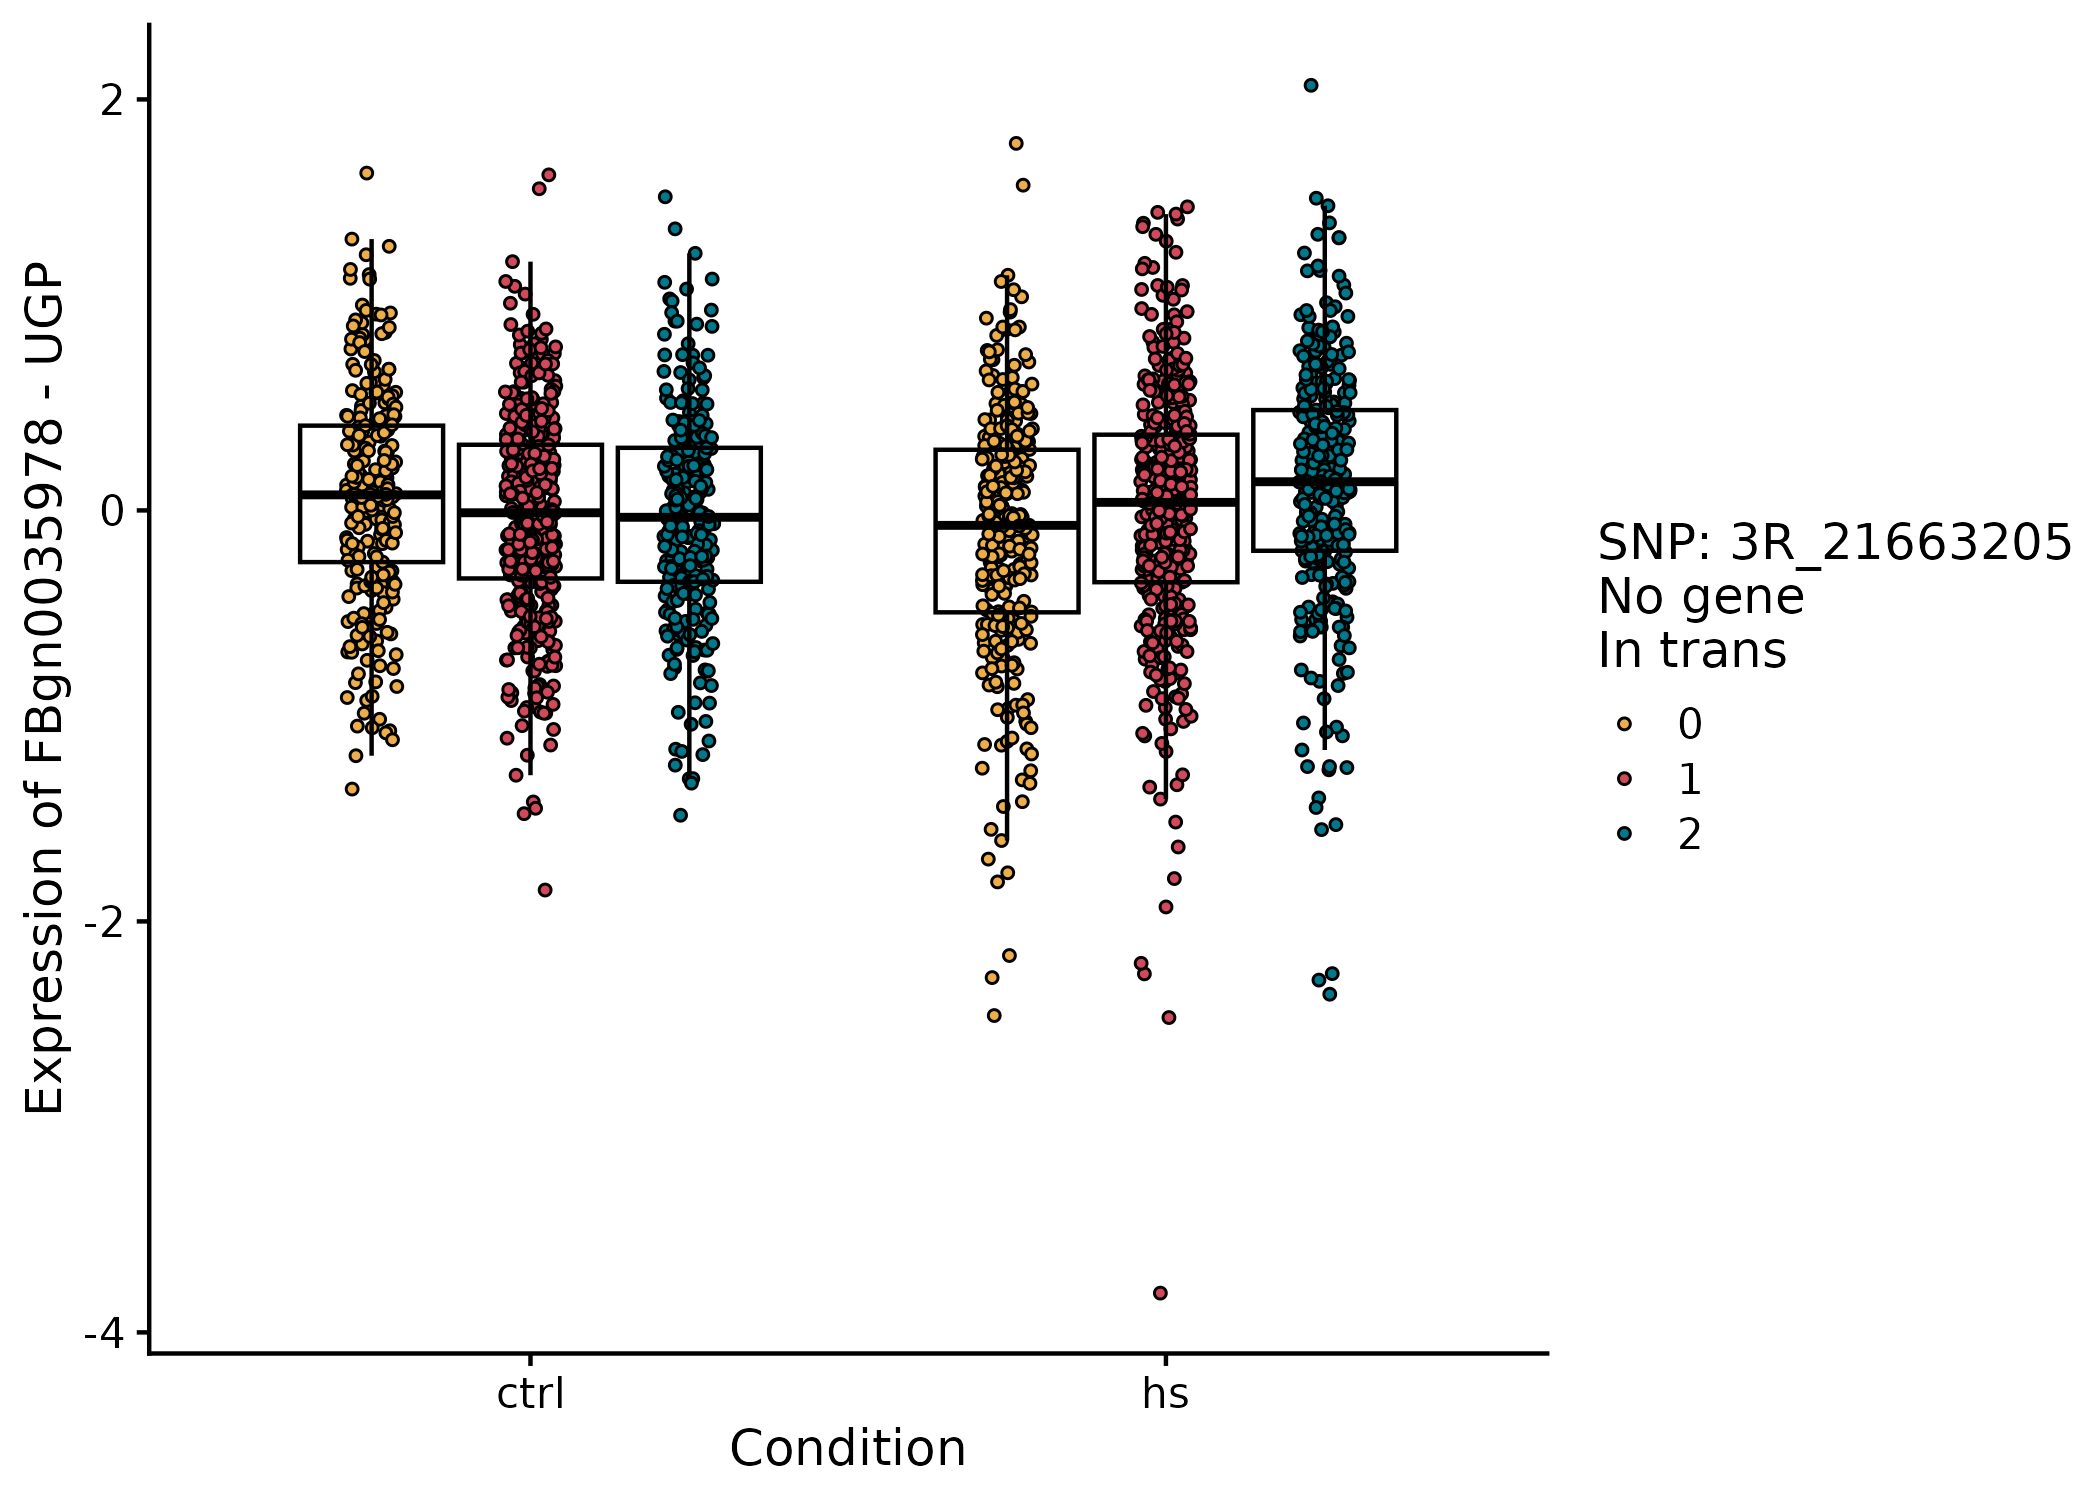 Expression of FBgn0035978 - UGP
2
0
-2
-4
ctrl
hs
Condition
SNP: 3R_21663205
No gene
In trans
0
1
2